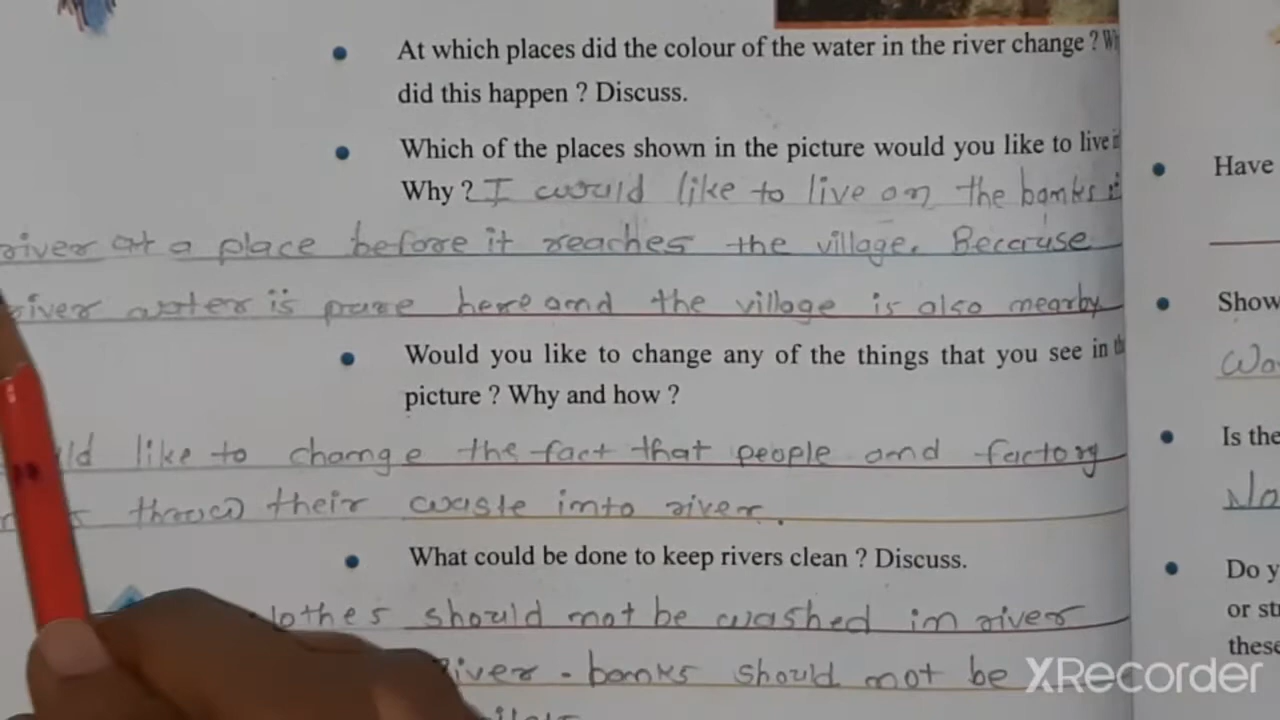 At which places did the colour of the water in the river change ?
did this happen ? Discuss.
Which of the places shown in the picture would you like to live
Why ? I would like to live on the banks
river at a place before it reaches the village. Because
river water is pure here and the village is also nearby
Would you like to change any of the things that you see in
picture ? Why and how ?
like to change the fact that people and factory
throw their waste into river.
What could be done to keep rivers clean ? Discuss.
should not be washed in river
River banks should not be
Have
Show
Is the
No
Do
or
these
XRecorder